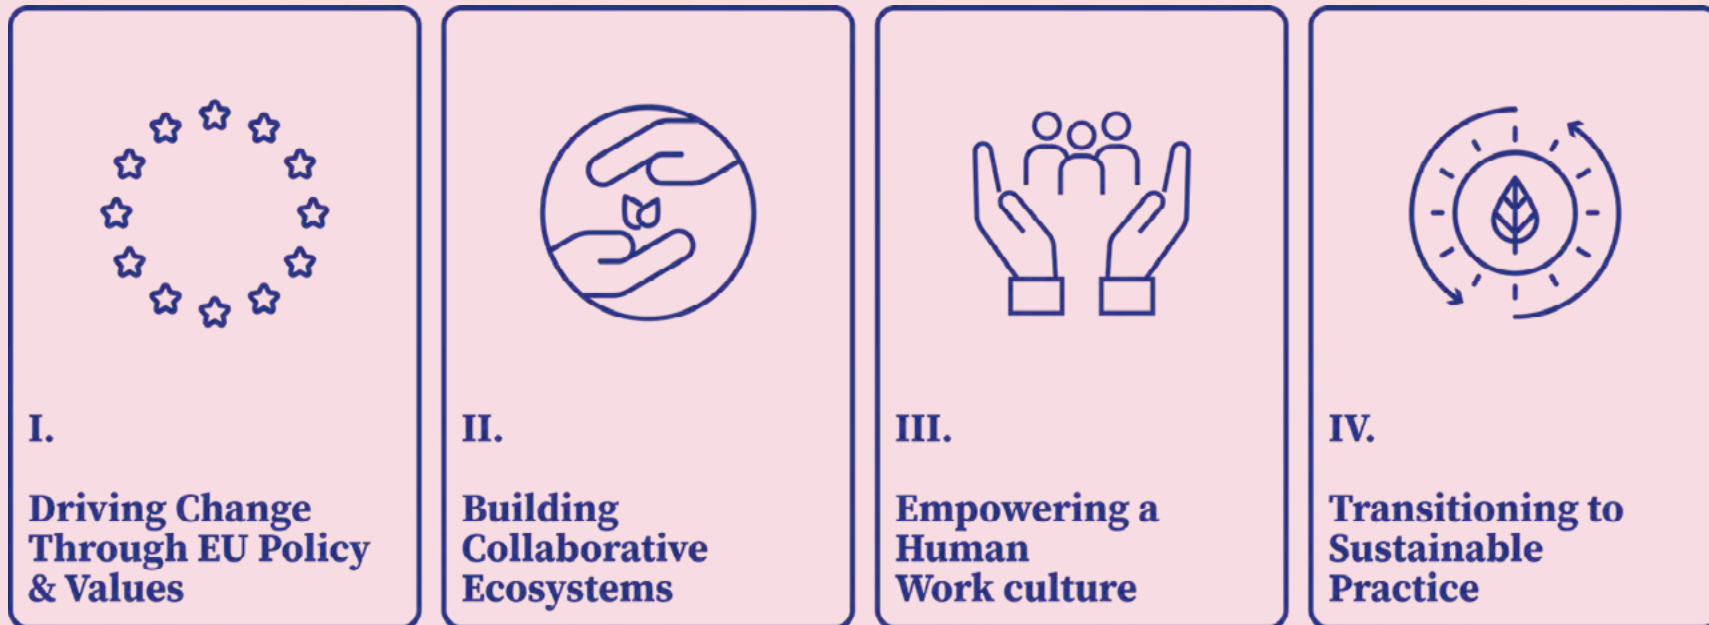 I.
Driving Change
Through EU Policy
& Values
II.
Building
Collaborative
Ecosystems
III.
Empowering a
Human
Work culture
IV.
Transitioning to
Sustainable
Practice